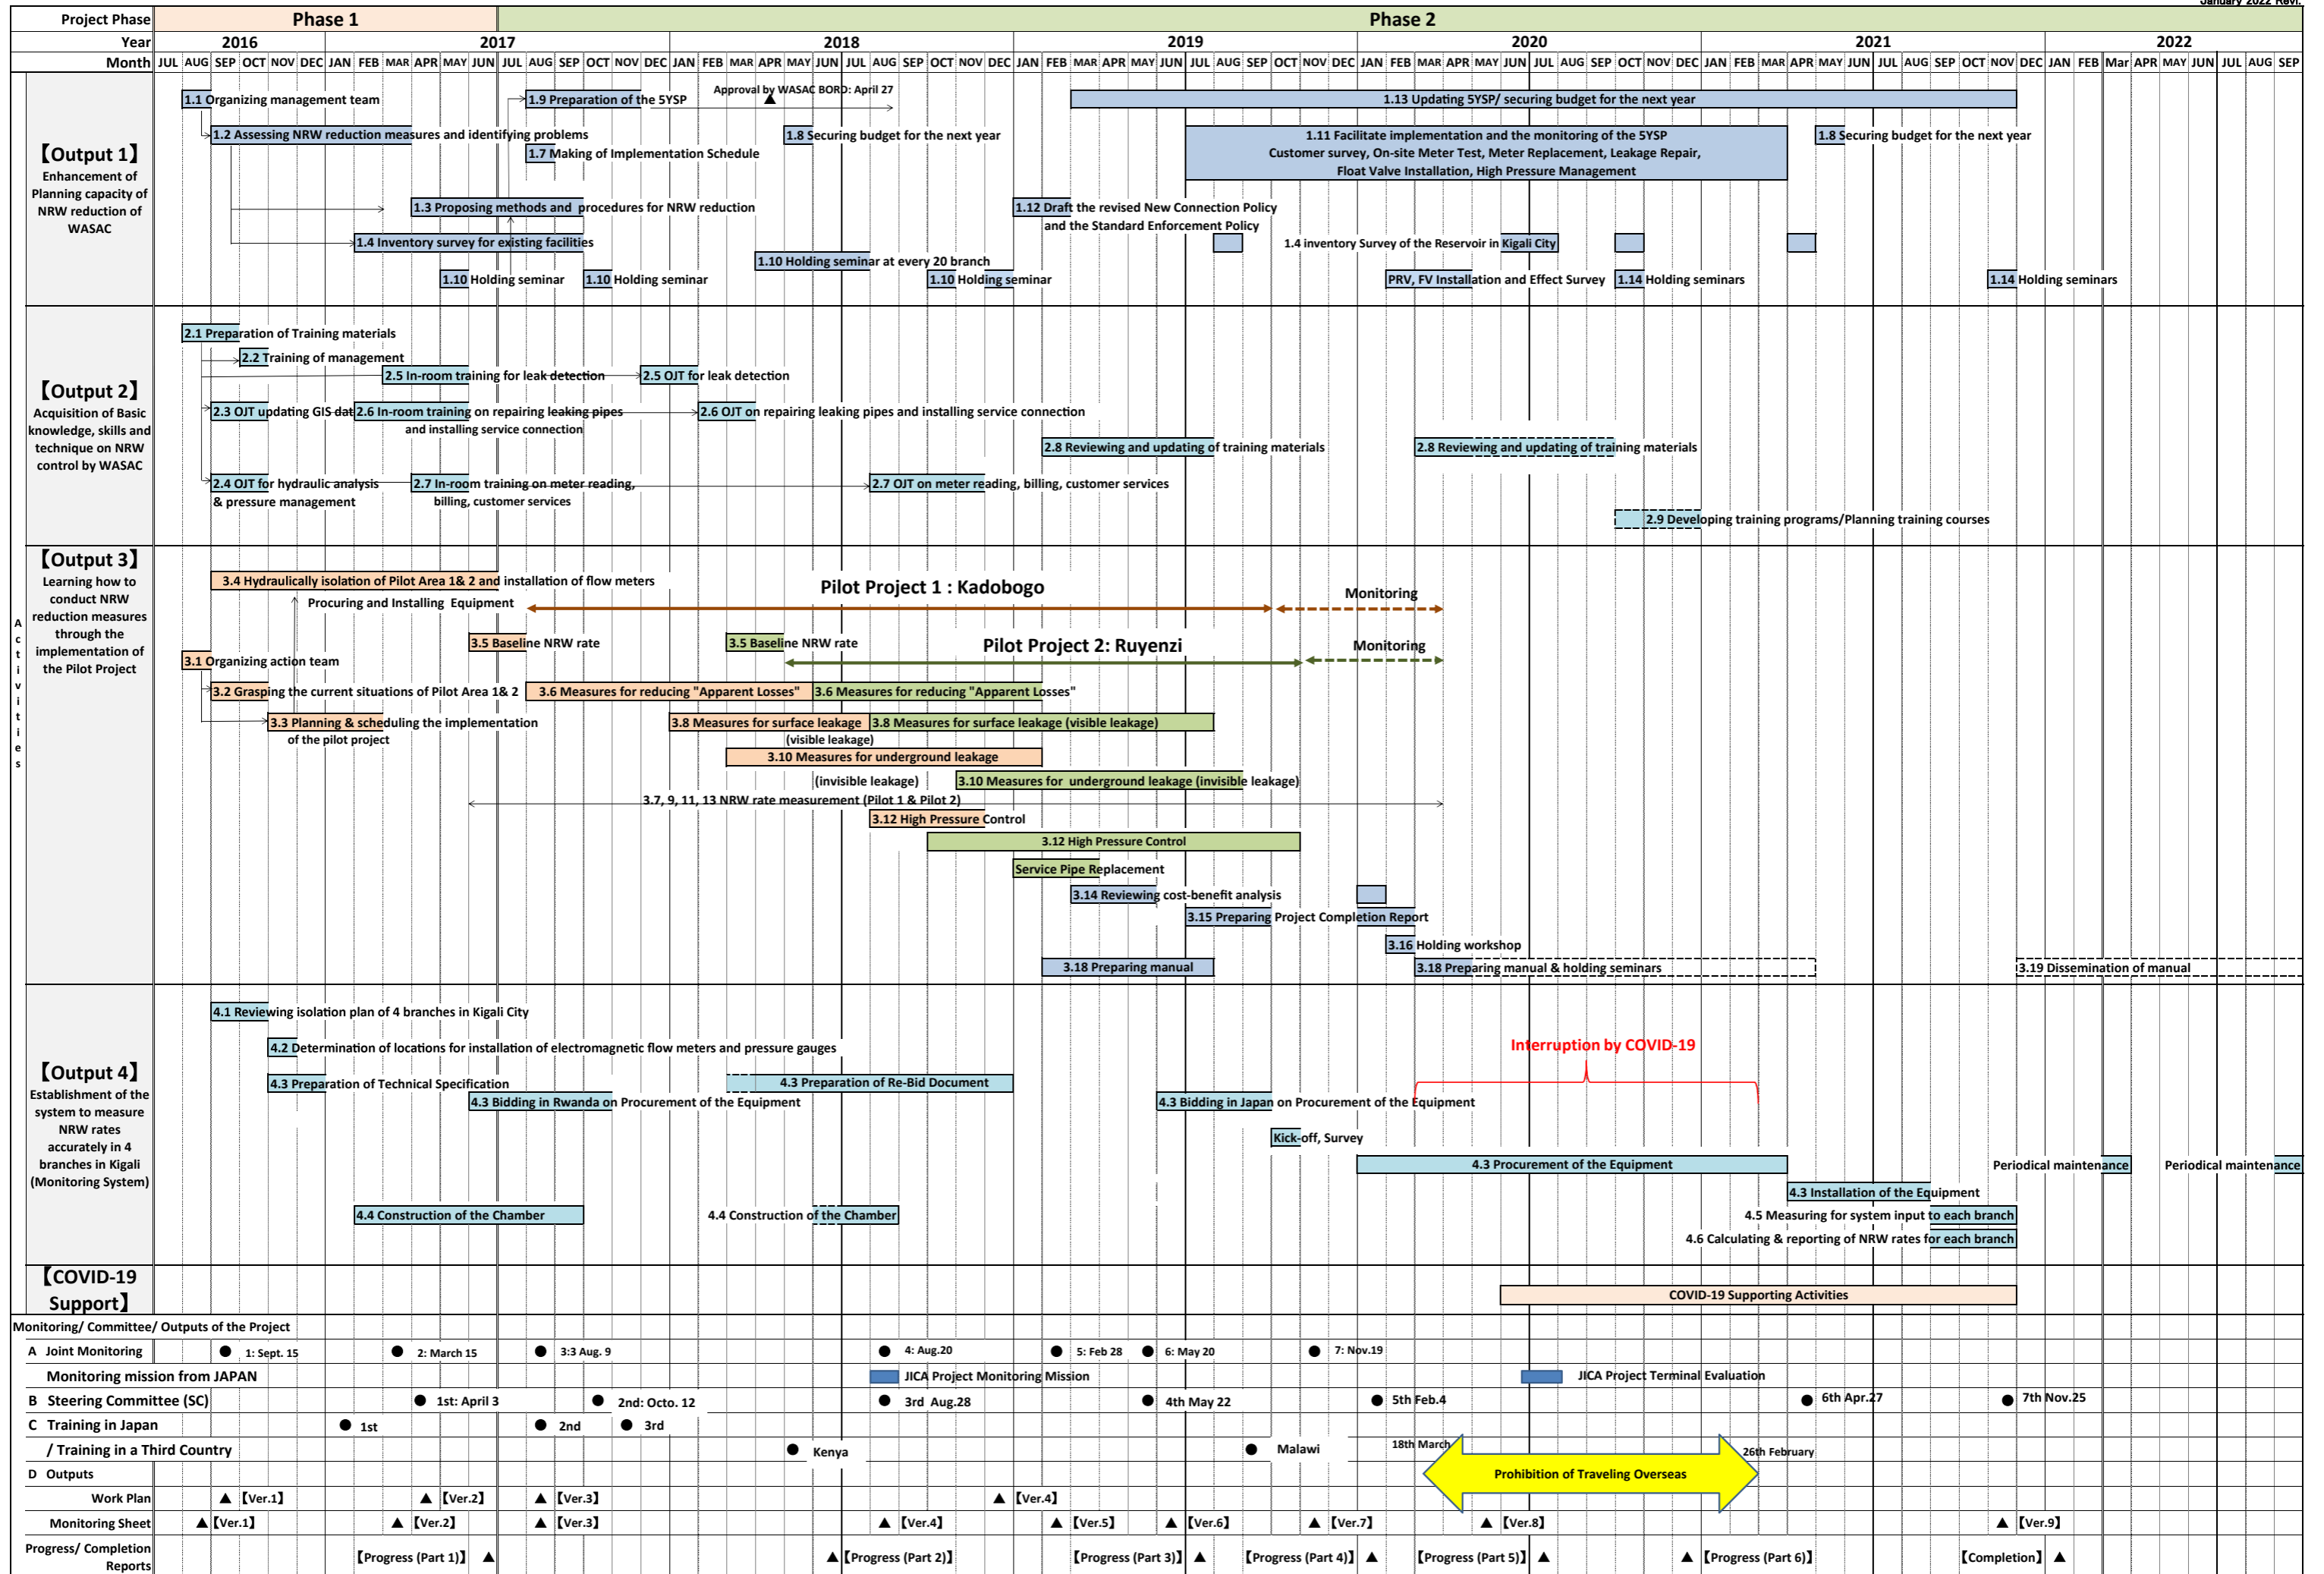 January 2022 Revi.
Project Phase
Phase 1
Phase 2
Year
2016
2017
2018
2019
2020
2021
2022
Month
JUL AUG SEP OCT NOV DEC JAN FEB MAR APR MAY JUN JUL AUG SEP OCT NOV DEC JAN FEB MAR APR MAY JUN JUL AUG SEP OCT NOV DEC JAN FEB MAR APR MAY JUN JUL AUG SEP OCT NOV DEC JAN FEB MAR APR MAY JUN JUL AUG SEP OCT NOV DEC JAN FEB MAR APR MAY JUN JUL AUG SEP OCT NOV DEC JAN FEB Mar APR MAY JUN JUL AUG SEP
Activities
【Output 1】
Enhancement of
Planning capacity of
NRW reduction of
WASAC
1.1 Organizing management team
1.9 Preparation of the 5YSP
Approval by WASAC BORD: April 27
1.13 Updating 5YSP/ securing budget for the next year
1.2 Assessing NRW reduction measures and identifying problems
1.8 Securing budget for the next year
1.11 Facilitate implementation and the monitoring of the 5YSP
Customer survey, On-site Meter Test, Meter Replacement, Leakage Repair,
Float Valve Installation, High Pressure Management
1.8 Securing budget for the next year
1.7 Making of Implementation Schedule
1.3 Proposing methods and procedures for NRW reduction
1.12 Draft the revised New Connection Policy
and the Standard Enforcement Policy
1.4 Inventory survey for existing facilities
1.4 inventory Survey of the Reservoir in Kigali City
1.10 Holding seminar at every 20 branch
1.10 Holding seminar
1.10 Holding seminar
1.10 Holding seminar
PRV, FV Installation and Effect Survey
1.14 Holding seminars
1.14 Holding seminars
【Output 2】
Acquisition of Basic
knowledge, skills and
technique on NRW
control by WASAC
2.1 Preparation of Training materials
2.2 Training of management
2.5 In-room training for leak detection
2.5 OJT for leak detection
2.3 OJT updating GIS dat
2.6 In-room training on repairing leaking pipes
and installing service connection
2.6 OJT on repairing leaking pipes and installing service connection
2.8 Reviewing and updating of training materials
2.8 Reviewing and updating of training materials
2.4 OJT for hydraulic analysis
& pressure management
2.7 In-room training on meter reading,
billing, customer services
2.7 OJT on meter reading, billing, customer services
2.9 Developing training programs/Planning training courses
【Output 3】
Learning how to
conduct NRW
reduction measures
through the
implementation of
the Pilot Project
3.4 Hydraulically isolation of Pilot Area 1& 2 and installation of flow meters
Pilot Project 1 : Kadobogo
Procuring and Installing Equipment
Monitoring
3.5 Baseline NRW rate
3.5 Baseline NRW rate
Pilot Project 2: Ruyenzi
Monitoring
3.1 Organizing action team
3.2 Grasping the current situations of Pilot Area 1& 2
3.6 Measures for reducing "Apparent Losses"
3.6 Measures for reducing "Apparent Losses"
3.3 Planning & scheduling the implementation
of the pilot project
3.8 Measures for surface leakage
(visible leakage)
3.8 Measures for surface leakage (visible leakage)
3.10 Measures for underground leakage
(invisible leakage)
3.10 Measures for underground leakage (invisible leakage)
3.7, 9, 11, 13 NRW rate measurement (Pilot 1 & Pilot 2)
3.12 High Pressure Control
3.12 High Pressure Control
Service Pipe Replacement
3.14 Reviewing cost-benefit analysis
3.15 Preparing Project Completion Report
3.16 Holding workshop
3.18 Preparing manual
3.18 Preparing manual & holding seminars
3.19 Dissemination of manual
【Output 4】
Establishment of the
system to measure
NRW rates
accurately in 4
branches in Kigali
(Monitoring System)
4.1 Reviewing isolation plan of 4 branches in Kigali City
4.2 Determination of locations for installation of electromagnetic flow meters and pressure gauges
Interruption by COVID-19
4.3 Preparation of Technical Specification
4.3 Preparation of Re-Bid Document
4.3 Bidding in Rwanda on Procurement of the Equipment
4.3 Bidding in Japan on Procurement of the Equipment
Kick-off, Survey
4.3 Procurement of the Equipment
Periodical maintenance
Periodical maintenance
4.3 Installation of the Equipment
4.4 Construction of the Chamber
4.4 Construction of the Chamber
4.5 Measuring for system input to each branch
4.6 Calculating & reporting of NRW rates for each branch
【COVID-19
Support】
COVID-19 Supporting Activities
Monitoring/ Committee/ Outputs of the Project
A Joint Monitoring
1: Sept. 15
2: March 15
3:3 Aug. 9
4: Aug.20
5: Feb 28
6: May 20
7: Nov.19
Monitoring mission from JAPAN
JICA Project Monitoring Mission
JICA Project Terminal Evaluation
B Steering Committee (SC)
1st: April 3
2nd: Octo. 12
3rd Aug.28
4th May 22
5th Feb.4
6th Apr.27
7th Nov.25
C Training in Japan
1st
2nd
3rd
/ Training in a Third Country
Kenya
Malawi
18th March
26th February
D Outputs
Prohibition of Traveling Overseas
Work Plan
▲【Ver.1】
▲【Ver.2】
▲【Ver.3】
▲【Ver.4】
Monitoring Sheet
▲【Ver.1】
▲【Ver.2】
▲【Ver.3】
▲【Ver.4】
▲【Ver.5】
▲【Ver.6】
▲【Ver.7】
▲【Ver.8】
▲【Ver.9】
Progress/ Completion
Reports
【Progress (Part 1)】▲
▲【Progress (Part 2)】
【Progress (Part 3)】▲
【Progress (Part 4)】▲
【Progress (Part 5)】▲
▲【Progress (Part 6)】
【Completion】▲